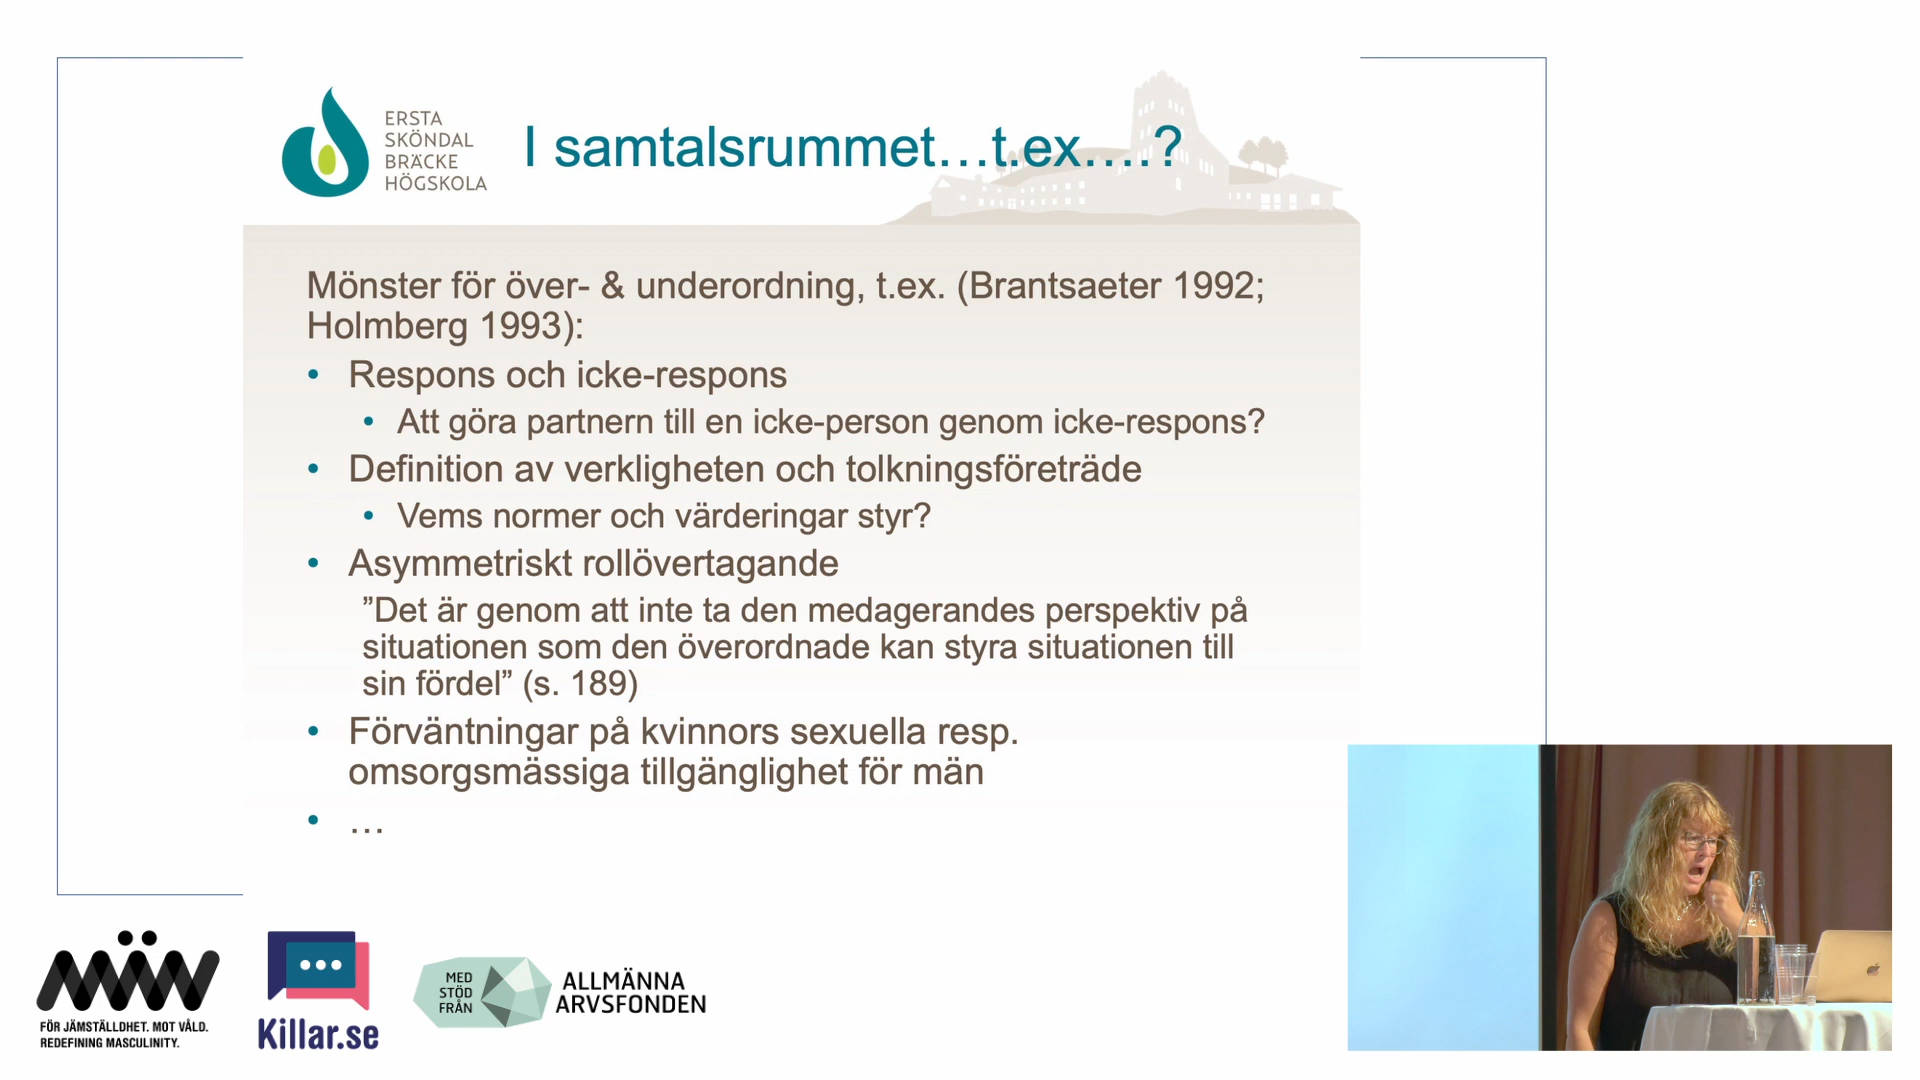 ERSTA
SKÖNDAL
BRÄCKE
HÖGSKOLA
I samtalsrummet…t.ex….?
Mönster för över- & underordning, t.ex. (Brantsaeter 1992;
Holmberg 1993):
• Respons och icke-respons
• Att göra partnern till en icke-person genom icke-respons?
• Definition av verkligheten och tolkningsföreträde
• Vems normer och värderingar styr?
• Asymmetriskt rollövertagande
”Det är genom att inte ta den medagerandes perspektiv på
situationen som den överordnade kan styra situationen till
sin fördel” (s. 189)
• Förväntningar på kvinnors sexuella resp.
omsorgsmässiga tillgänglighet för män
• …
MÄN
FÖR JÄMSTÄLLDHET. MOT VÅLD.
REDEFINING MASCULINITY.
Killar.se
MED
STÖD
FRÅN
ALLMÄNNA
ARVSFONDEN